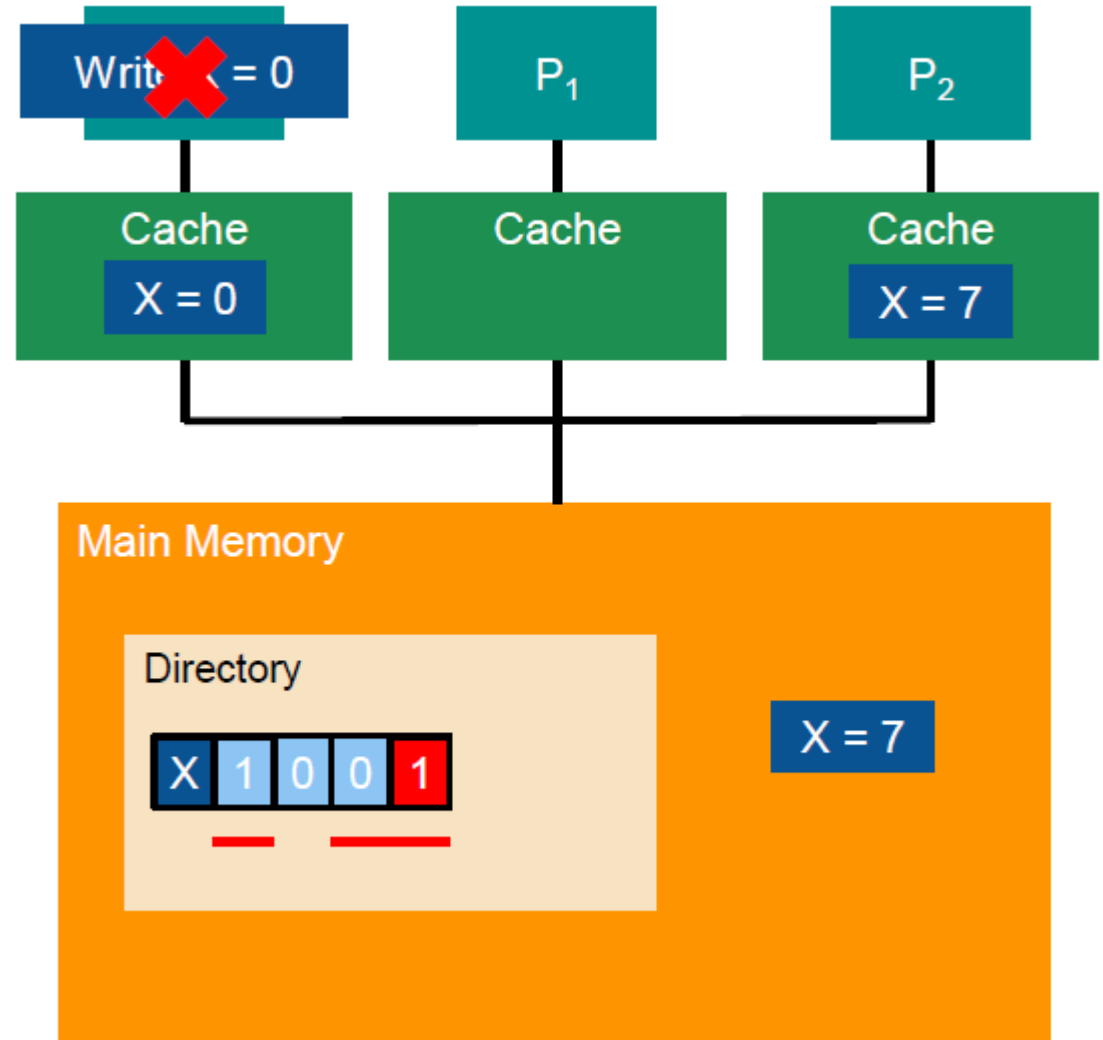 Write X = 0
P₁
P₂
Cache
Cache
Cache
X = 0
X = 7
Main Memory
Directory
X 1 0 0 1
X = 7